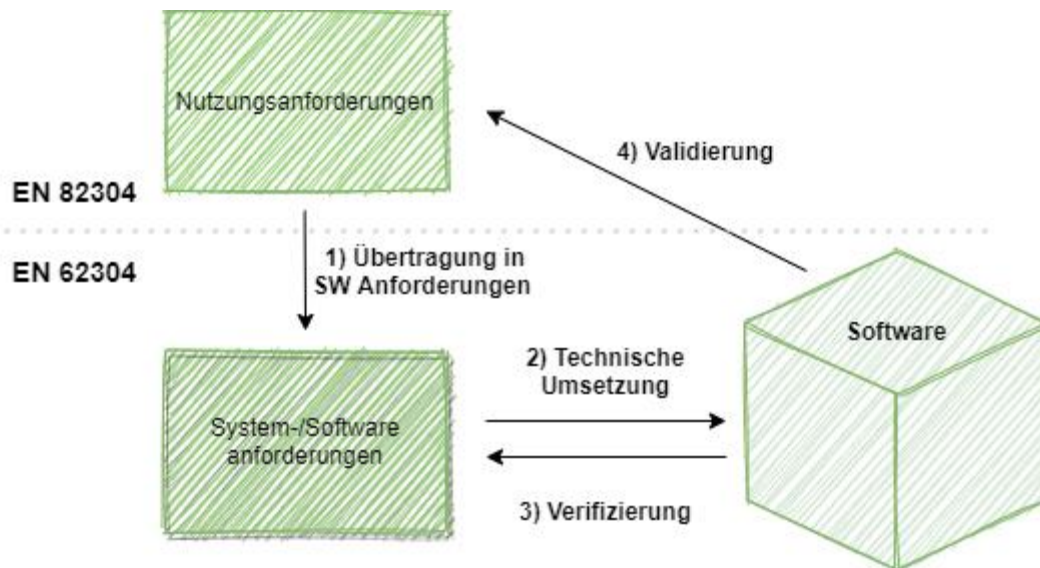 Nutzungsanforderungen
4) Validierung
EN 82304
EN 62304
1) Übertragung in
SW Anforderungen
Software
2) Technische
Umsetzung
System-/Software
anforderungen
3) Verifizierung